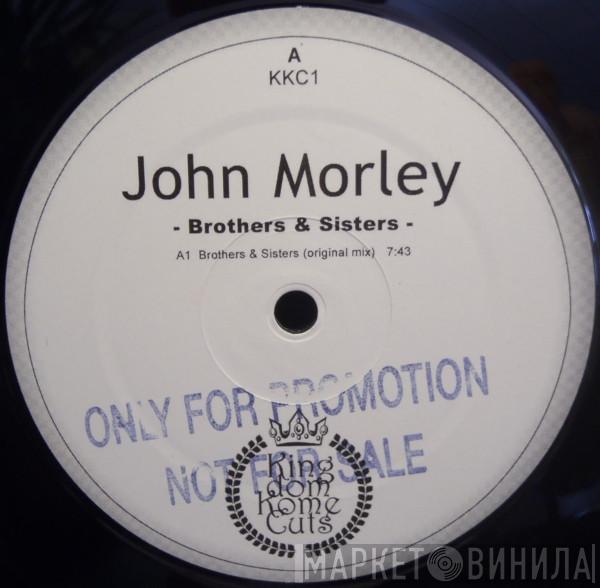 A
KKC1
John Morley
- Brothers & Sisters -
A1 Brothers & Sisters (original mix) 7:43
ONLY FOR PROMOTION
NOT FOR SALE
King
dom
Kome
Cuts
МАРКЕТ ВИНИЛА